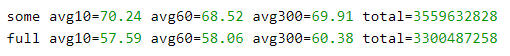 some avg10=70.24 avg60=68.52 avg300=69.91 total=3559632828
full avg10=57.59 avg60=58.06 avg300=60.38 total=3300487258